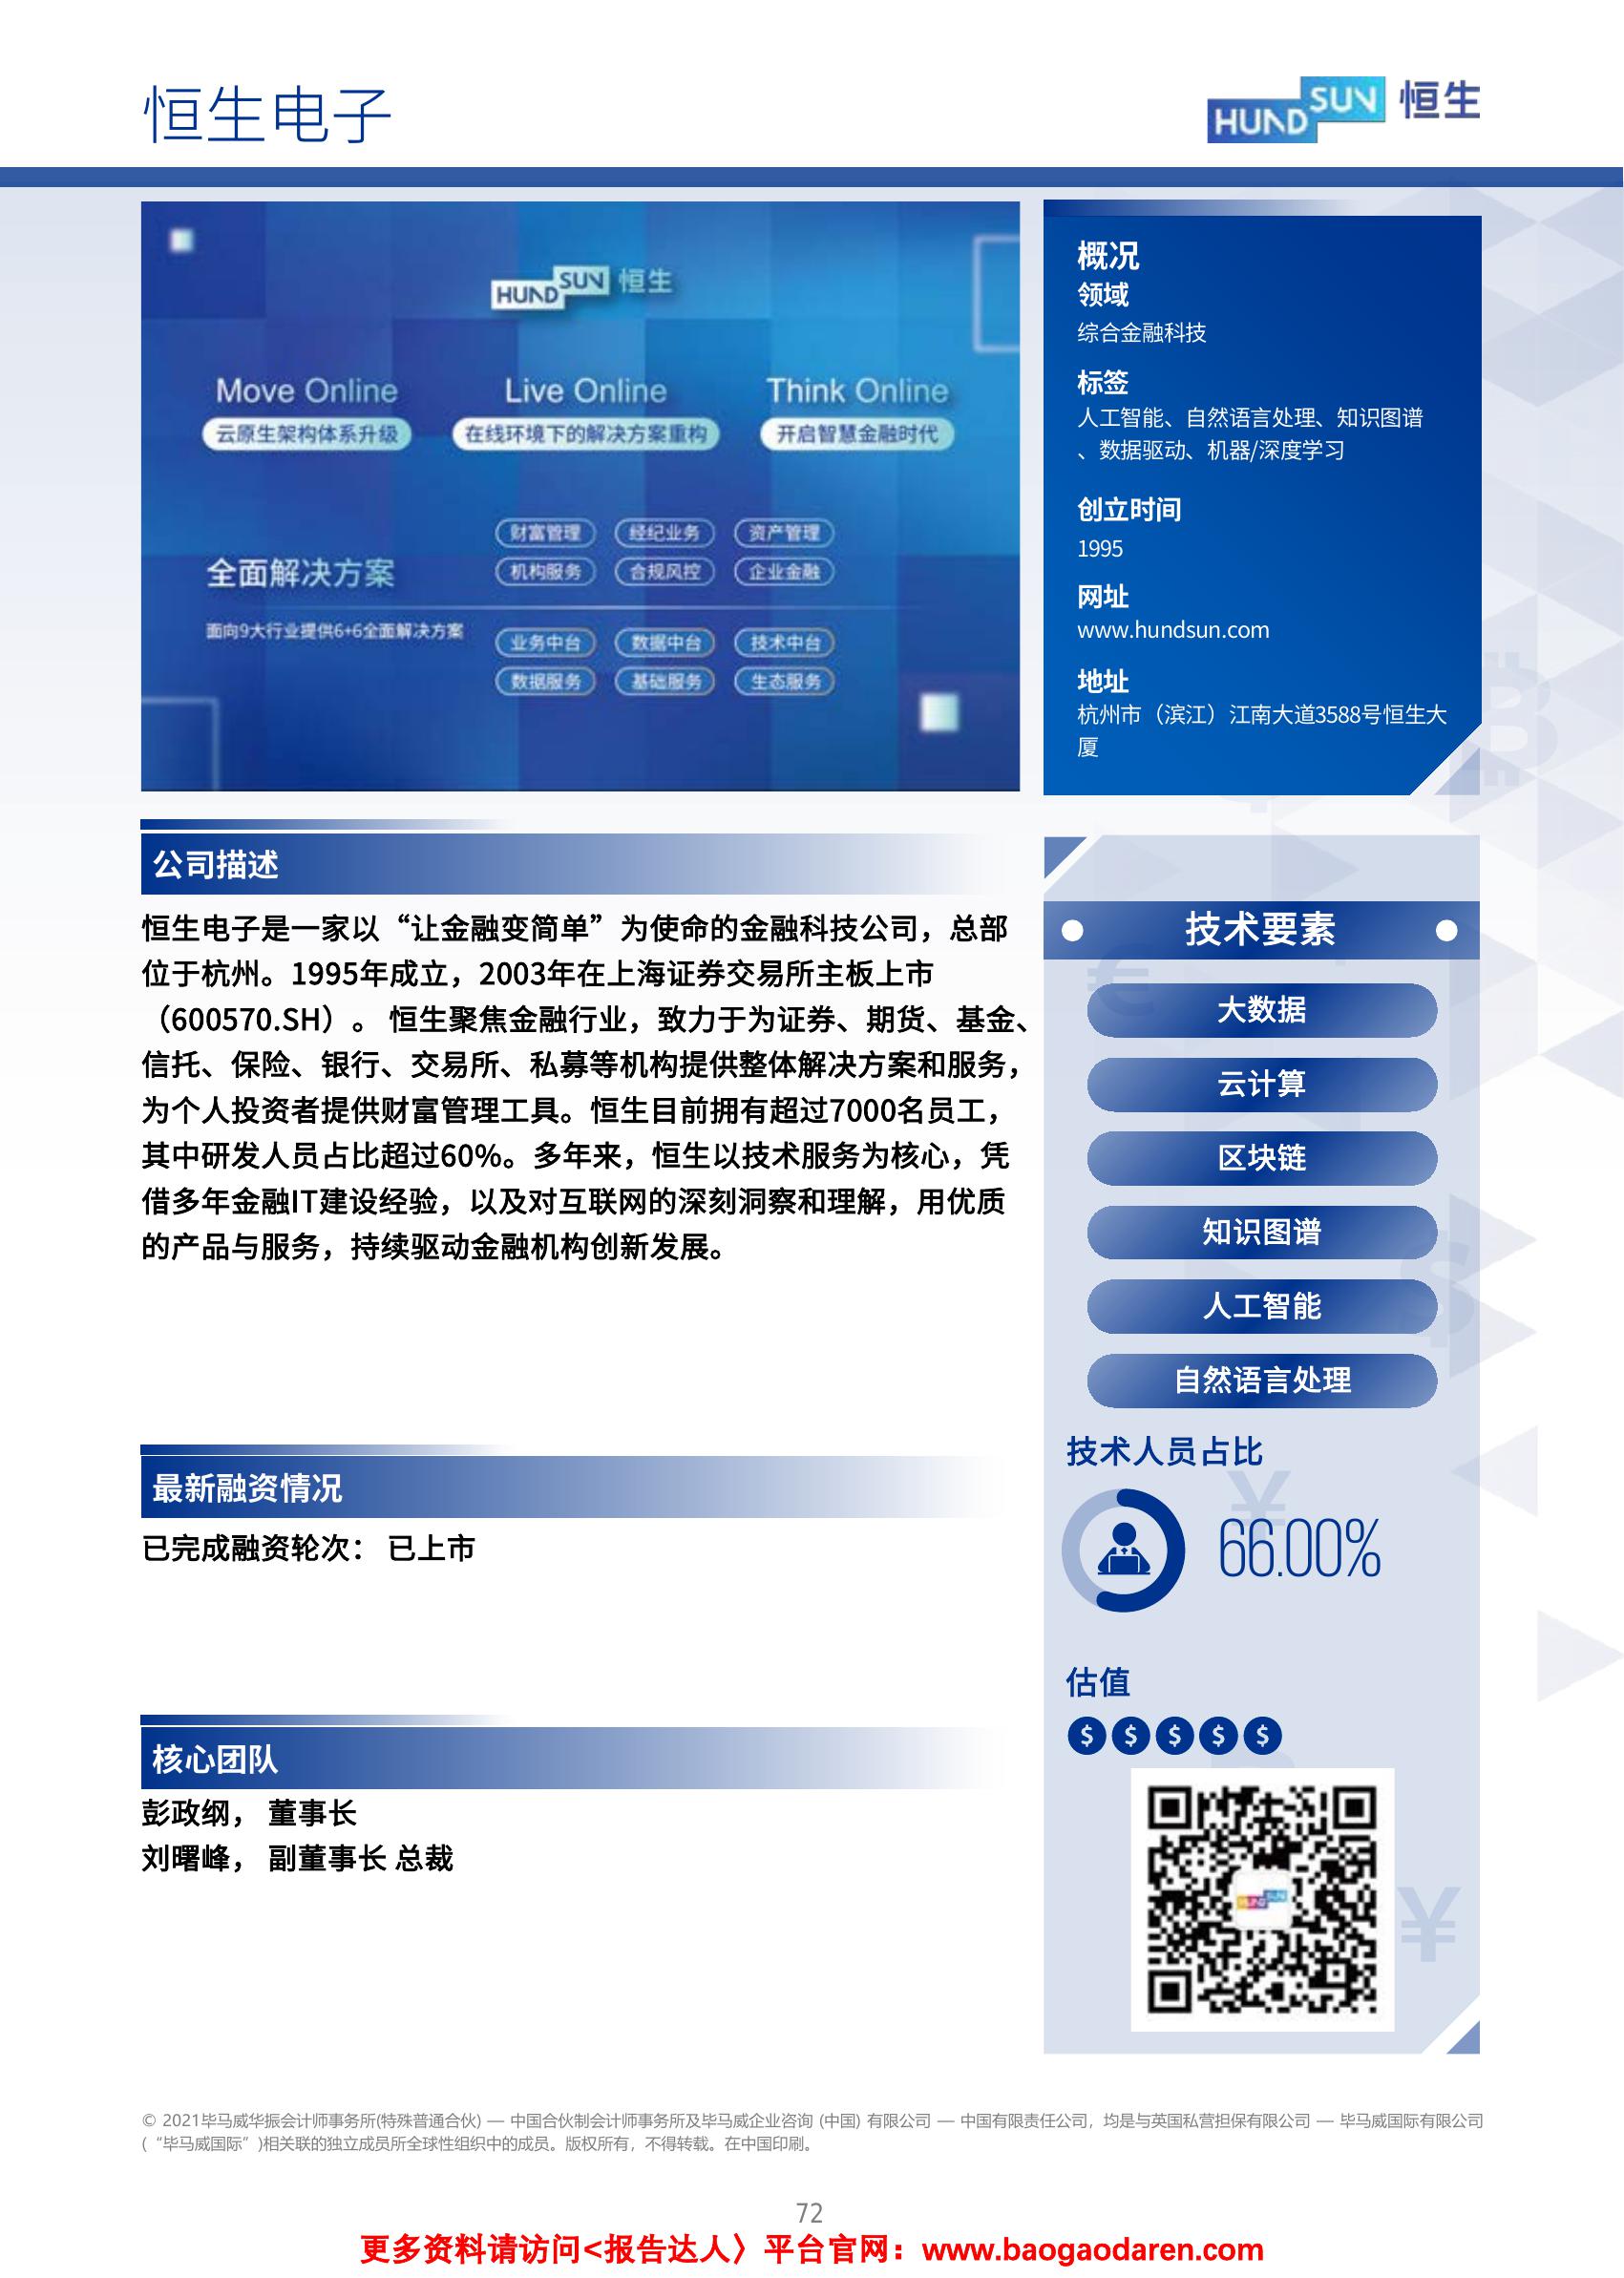 恒生电子
HUNDSUN 恒生
HUNDSUN 恒生
Move Online
Live Online
Think Online
云原生架构体系升级
在线环境下的解决方案重构
开启智慧金融时代
全面解决方案
面向9大行业提供6+6全面解决方案
财富管理 经纪业务 资产管理
机构服务 合规风控 企业金融
业务中台 数据中台 技术中台
数据服务 基础服务 生态服务
概况
领域
综合金融科技
标签
人工智能、自然语言处理、知识图谱
、数据驱动、机器/深度学习
创立时间
1995
网址
www.hundsun.com
地址
杭州市（滨江）江南大道3588号恒生大
厦
公司描述
恒生电子是一家以“让金融变简单”为使命的金融科技公司，总部
位于杭州。1995年成立，2003年在上海证券交易所主板上市
（600570.SH）。 恒生聚焦金融行业，致力于为证券、期货、基金、
信托、保险、银行、交易所、私募等机构提供整体解决方案和服务，
为个人投资者提供财富管理工具。恒生目前拥有超过7000名员工，
其中研发人员占比超过60%。多年来，恒生以技术服务为核心，凭
借多年金融IT建设经验，以及对互联网的深刻洞察和理解，用优质
的产品与服务，持续驱动金融机构创新发展。
最新融资情况
已完成融资轮次： 已上市
核心团队
彭政纲， 董事长
刘曙峰， 副董事长 总裁
技术要素
大数据
云计算
区块链
知识图谱
人工智能
自然语言处理
技术人员占比
66.00%
估值
$ $ $ $ $
HUNDSUN
© 2021毕马威华振会计师事务所(特殊普通合伙) — 中国合伙制会计师事务所及毕马威企业咨询 (中国) 有限公司 — 中国有限责任公司，均是与英国私营担保有限公司 — 毕马威国际有限公司
(“毕马威国际”)相关联的独立成员所全球性组织中的成员。版权所有，不得转载。在中国印刷。
72
更多资料请访问<报告达人〉平台官网：www.baogaodaren.com